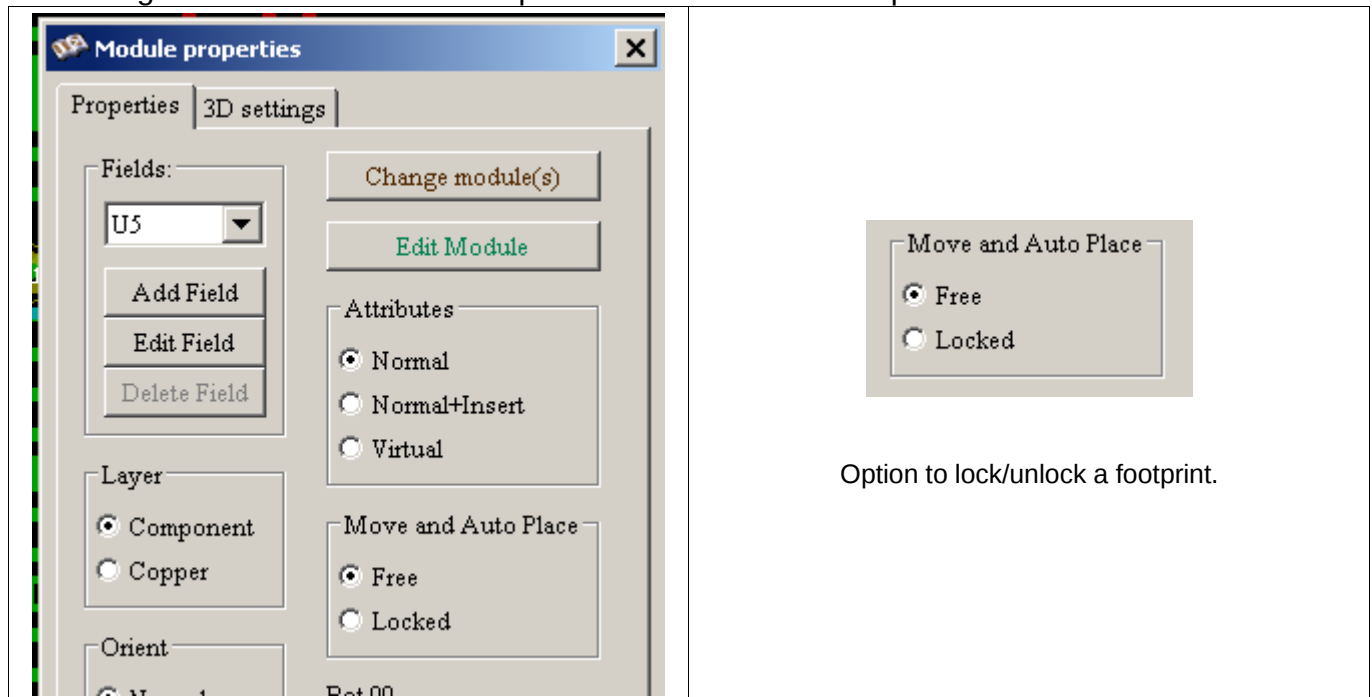 Module properties
Properties 3D settings
Fields:
U5
Add Field
Edit Field
Delete Field
Layer
Component
Copper
Orient
Change module(s)
Edit Module
Attributes
Normal
Normal+Insert
Virtual
Move and Auto Place
Free
Locked
Move and Auto Place
Free
Locked
Option to lock/unlock a footprint.